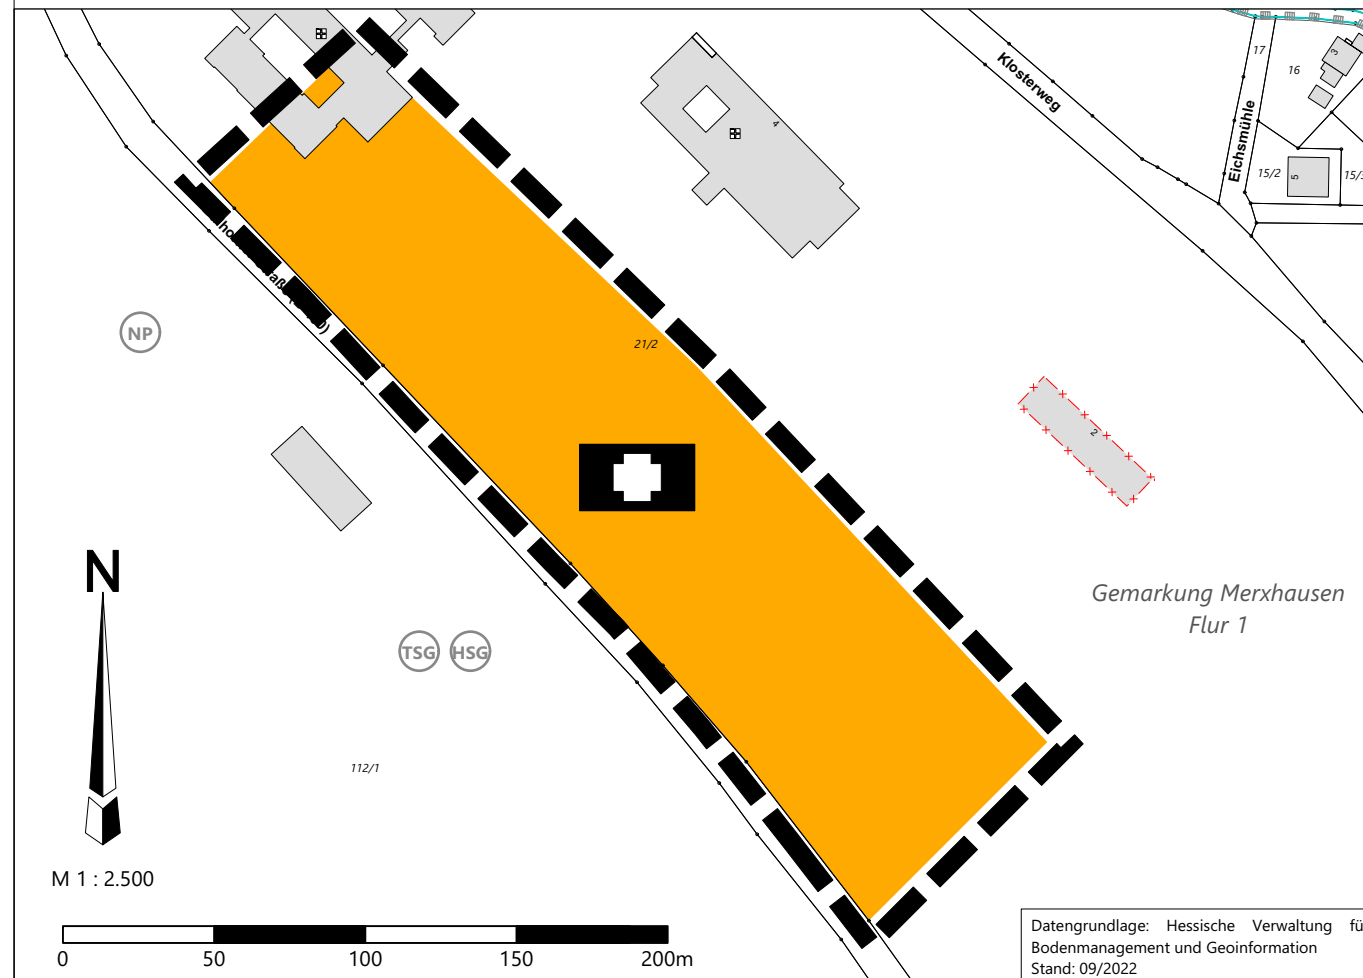 Klosterweg
17
16
3
Eichsmühle
15/2
5
15/3
4
NP
21/2
2
Gemarkung Merxhausen
Flur 1
N
TSG
HSG
112/1
M 1 : 2.500
0 50 100 150 200m
Datengrundlage: Hessische Verwaltung fü
Bodenmanagement und Geoinformation
Stand: 09/2022